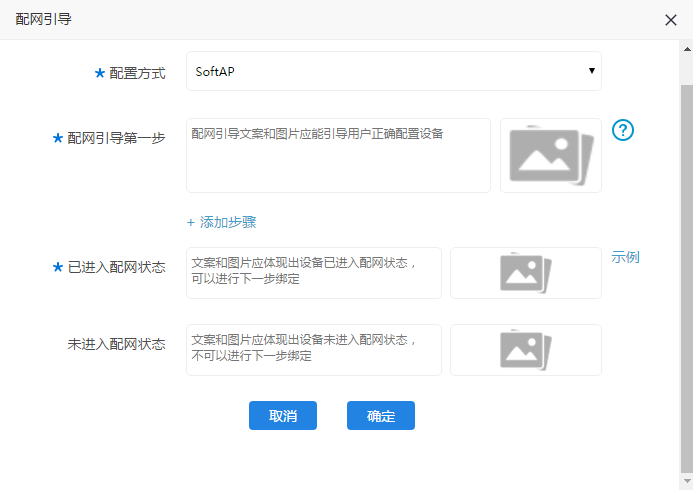 配网引导
★ 配置方式
SoftAP
★ 配网引导第一步
配网引导文案和图片应能引导用户正确配置设备
?
+ 添加步骤
★ 已进入配网状态
文案和图片应体现出设备已进入配网状态，
可以进行下一步绑定
示例
未进入配网状态
文案和图片应体现出设备未进入配网状态，
不可以进行下一步绑定
取消
确定